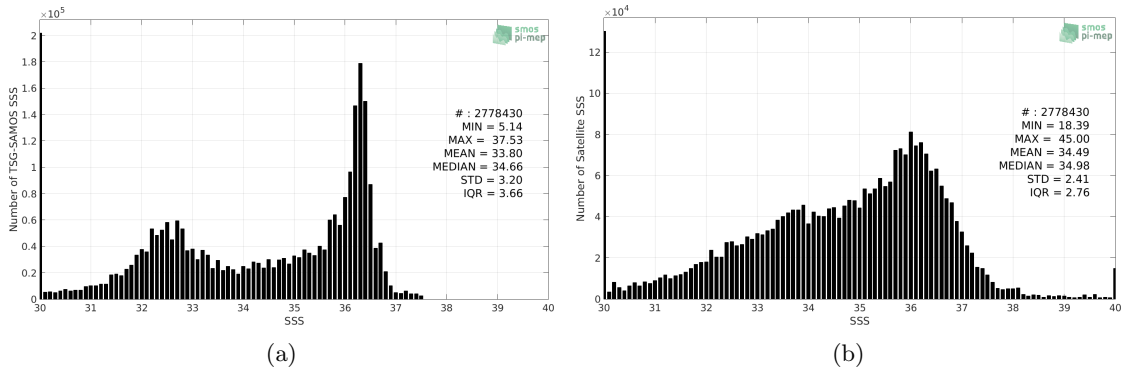 ×10⁵
smos
pi-mep
2
1.8
1.6
1.4
1.2
1
0.8
0.6
0.4
0.2
0
Number of TSG-SAMOS SSS
# : 2778430
MIN = 5.14
MAX = 37.53
MEAN = 33.80
MEDIAN = 34.66
STD = 3.20
IQR = 3.66
30 31 32 33 34 35 36 37 38 39 40
SSS
(a)
×10⁴
smos
pi-mep
12
10
8
6
4
2
0
Number of Satellite SSS
# : 2778430
MIN = 18.39
MAX = 45.00
MEAN = 34.49
MEDIAN = 34.98
STD = 2.41
IQR = 2.76
30 31 32 33 34 35 36 37 38 39 40
SSS
(b)